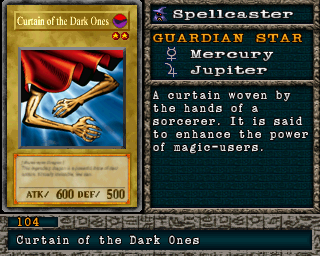 Curtain of the Dark Ones
ATK/ 600 DEF/ 500
Spellcaster
GUARDIAN STAR
Mercury
Jupiter
A curtain woven by
the hands of a
sorcerer. It is said
to enhance the power
of magic-users.
104
Curtain of the Dark Ones